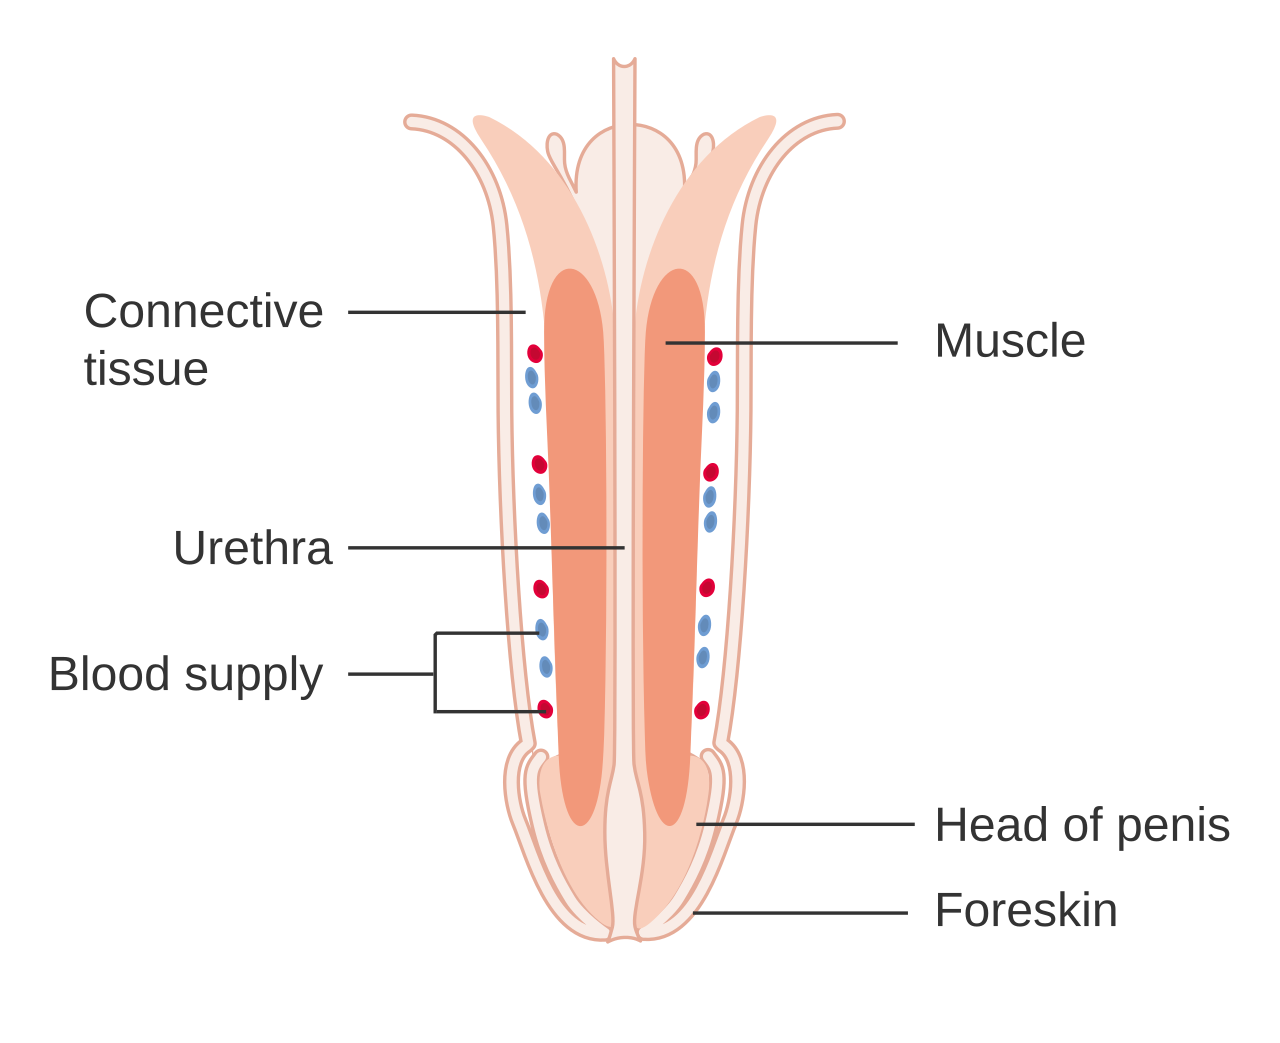 Connective
tissue
Muscle
Urethra
Blood supply
Head of penis
Foreskin